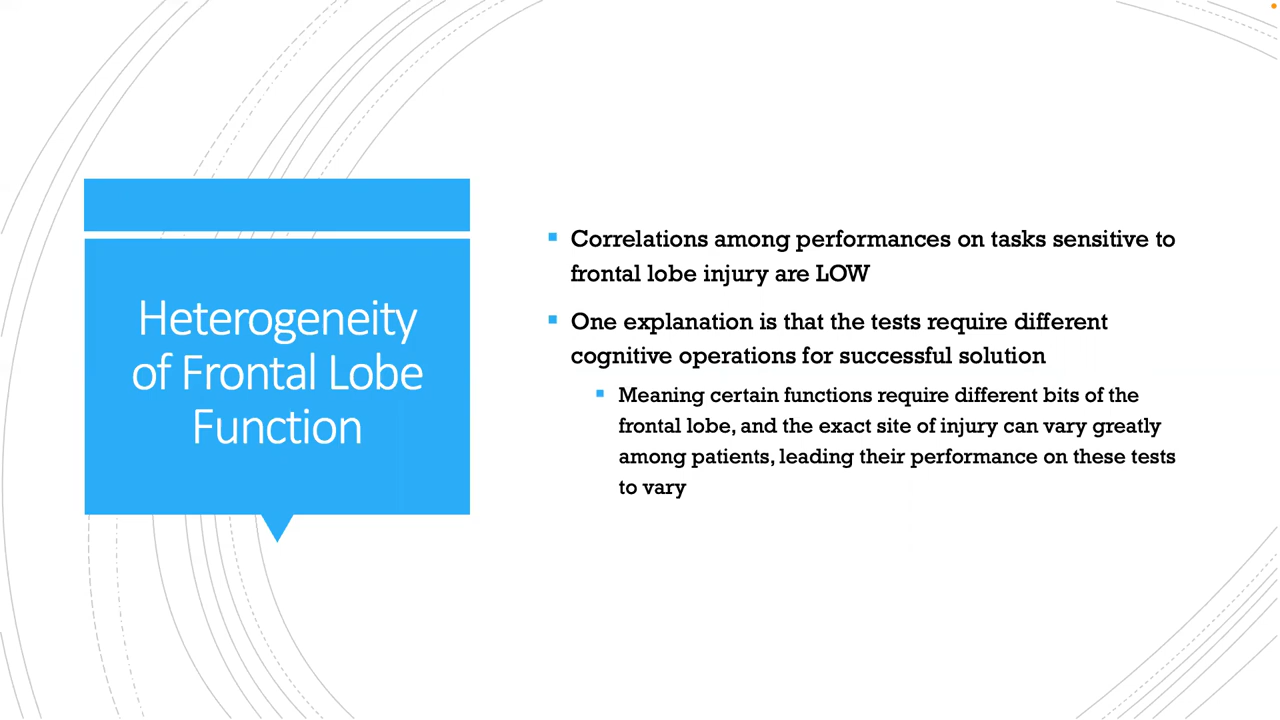 Heterogeneity
of Frontal Lobe
Function
Correlations among performances on tasks sensitive to
frontal lobe injury are LOW
One explanation is that the tests require different
cognitive operations for successful solution
Meaning certain functions require different bits of the
frontal lobe, and the exact site of injury can vary greatly
among patients, leading their performance on these tests
to vary